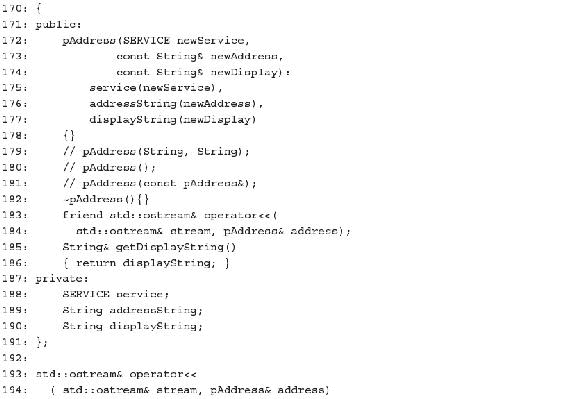 170: {
171: public:
172:     pAddress(SERVICE newService,
173:             const String& newAddress,
174:             const String& newDisplay):
175:         service(newService),
176:         addressString(newAddress),
177:         displayString(newDisplay)
178:     {}
179:     // pAddress(String, String);
180:     // pAddress();
181:     // pAddress(const pAddress&);
182:     ~pAddress(){}
183:     friend std::ostream& operator<<(
184:       std::ostream& stream, pAddress& address);
185:     String& getDisplayString()
186:     { return displayString; }
187: private:
188:     SERVICE service;
189:     String addressString;
190:     String displayString;
191: };
192:
193: std::ostream& operator<<
194:   ( std::ostream& stream, pAddress& address)